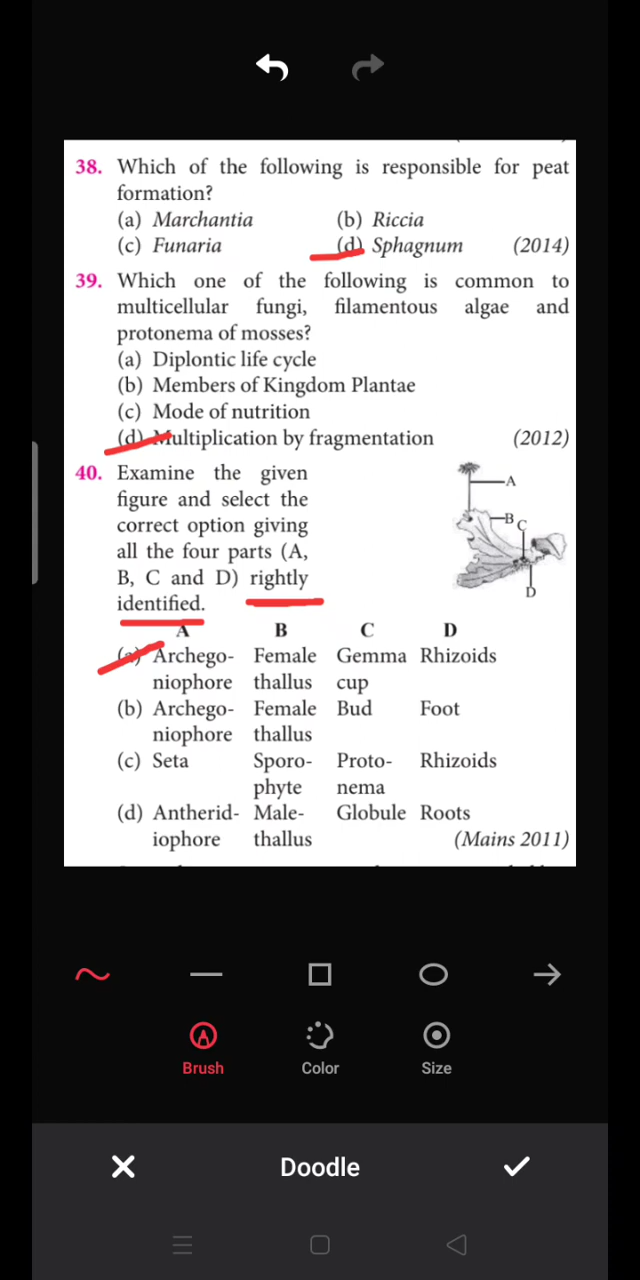 38. Which of the following is responsible for peat
formation?
(a) Marchantia (b) Riccia
(c) Funaria (d) Sphagnum (2014)
39. Which one of the following is common to
multicellular fungi, filamentous algae and
protonema of mosses?
(a) Diplontic life cycle
(b) Members of Kingdom Plantae
(c) Mode of nutrition
(d) Multiplication by fragmentation (2012)
40. Examine the given
figure and select the
correct option giving
all the four parts (A,
B, C and D) rightly
identified.
A
B C
D
A B C D
(a) Archego- Female Gemma Rhizoids
niophore thallus cup
(b) Archego- Female Bud Foot
niophore thallus
(c) Seta Sporo- Proto- Rhizoids
phyte nema
(d) Antherid- Male- Globule Roots
iophore thallus (Mains 2011)
Brush Color Size
Doodle